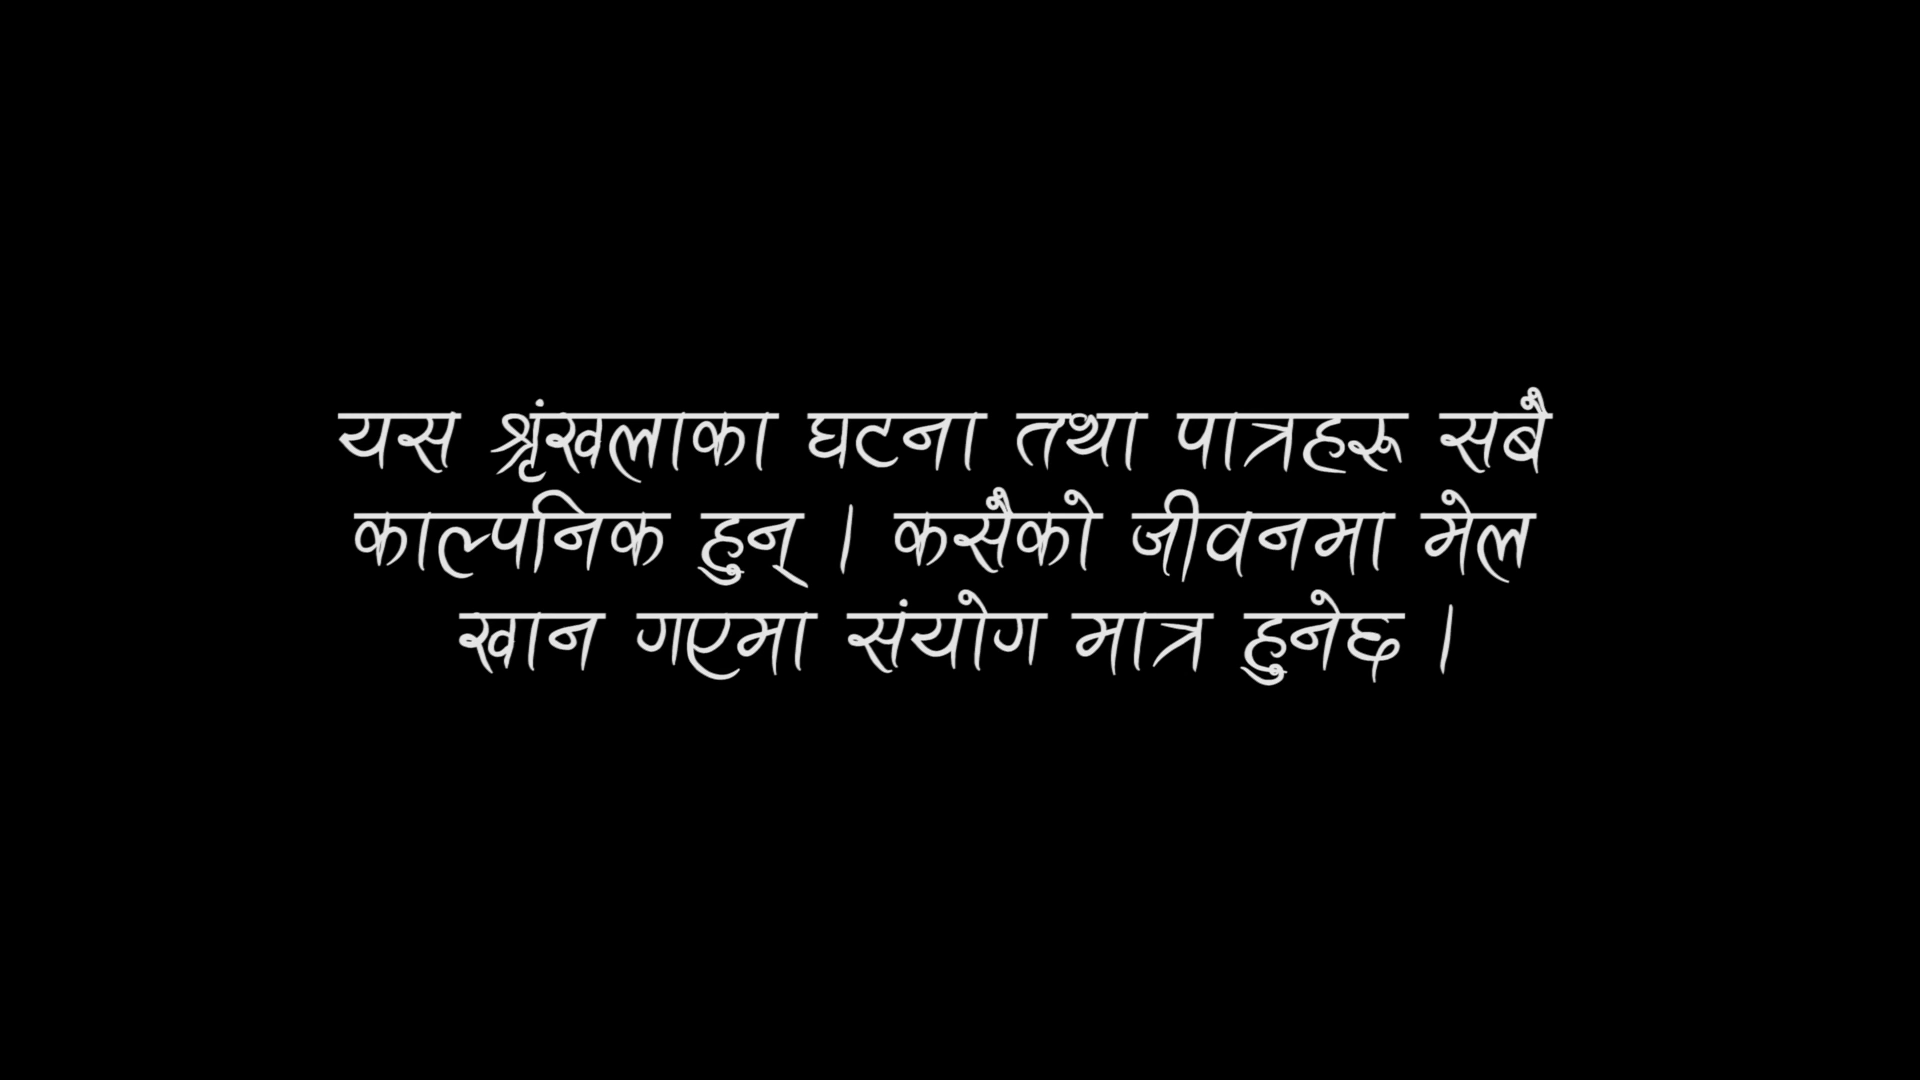 यस श्रृंखलाका घटना तथा पात्रहरू सबै
काल्पनिक हुन् । कसैको जीवनमा मेल
खान गएमा संयोग मात्र हुनेछ ।